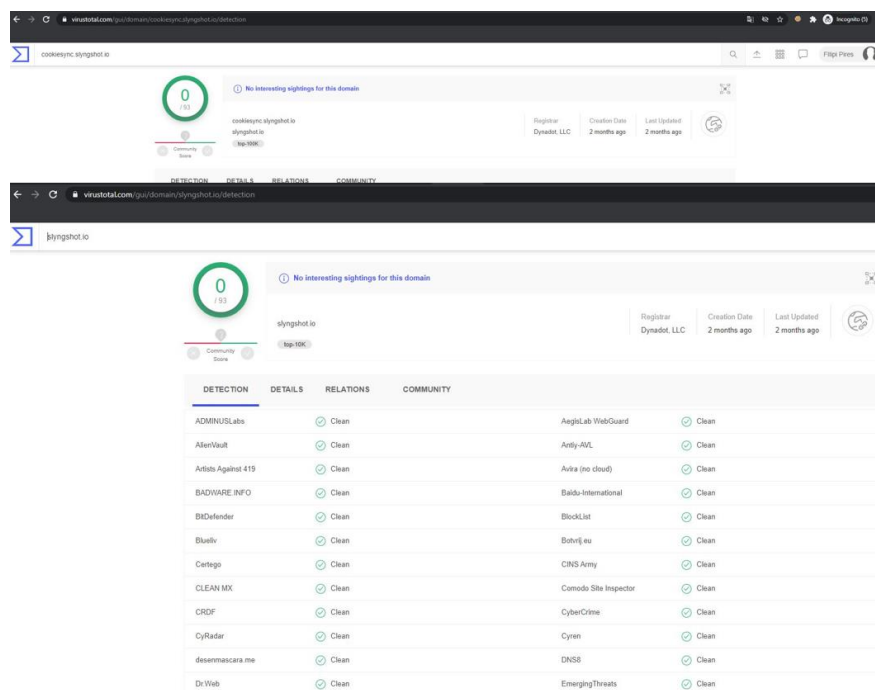 virustotal.com/gui/domain/cookiesync.slyngshot.io/detection
Incognito (5)
cookiesync.slyngshot.io
Filipi Pires
0
/ 93
No interesting sightings for this domain
cookiesync.slyngshot.io
slyngshot.io
top-100K
Registrar
Dynadot, LLC
Creation Date
2 months ago
Last Updated
2 months ago
Community
Score
DETECTION DETAILS RELATIONS COMMUNITY
virustotal.com/gui/domain/slyngshot.io/detection
slyngshot.io
0
/ 93
No interesting sightings for this domain
slyngshot.io
top-10K
Registrar
Dynadot, LLC
Creation Date
2 months ago
Last Updated
2 months ago
Community
Score
DETECTION DETAILS RELATIONS COMMUNITY
ADMINUSLabs Clean AegisLab WebGuard Clean
AlienVault Clean Antiy-AVL Clean
Artists Against 419 Clean Avira (no cloud) Clean
BADWARE.INFO Clean Baidu-International Clean
BitDefender Clean BlockList Clean
Blueliv Clean Botvrij.eu Clean
Certego Clean CINS Army Clean
CLEAN MX Clean Comodo Site Inspector Clean
CRDF Clean CyberCrime Clean
CyRadar Clean Cyren Clean
desenmascara.me Clean DNS8 Clean
Dr.Web Clean EmergingThreats Clean